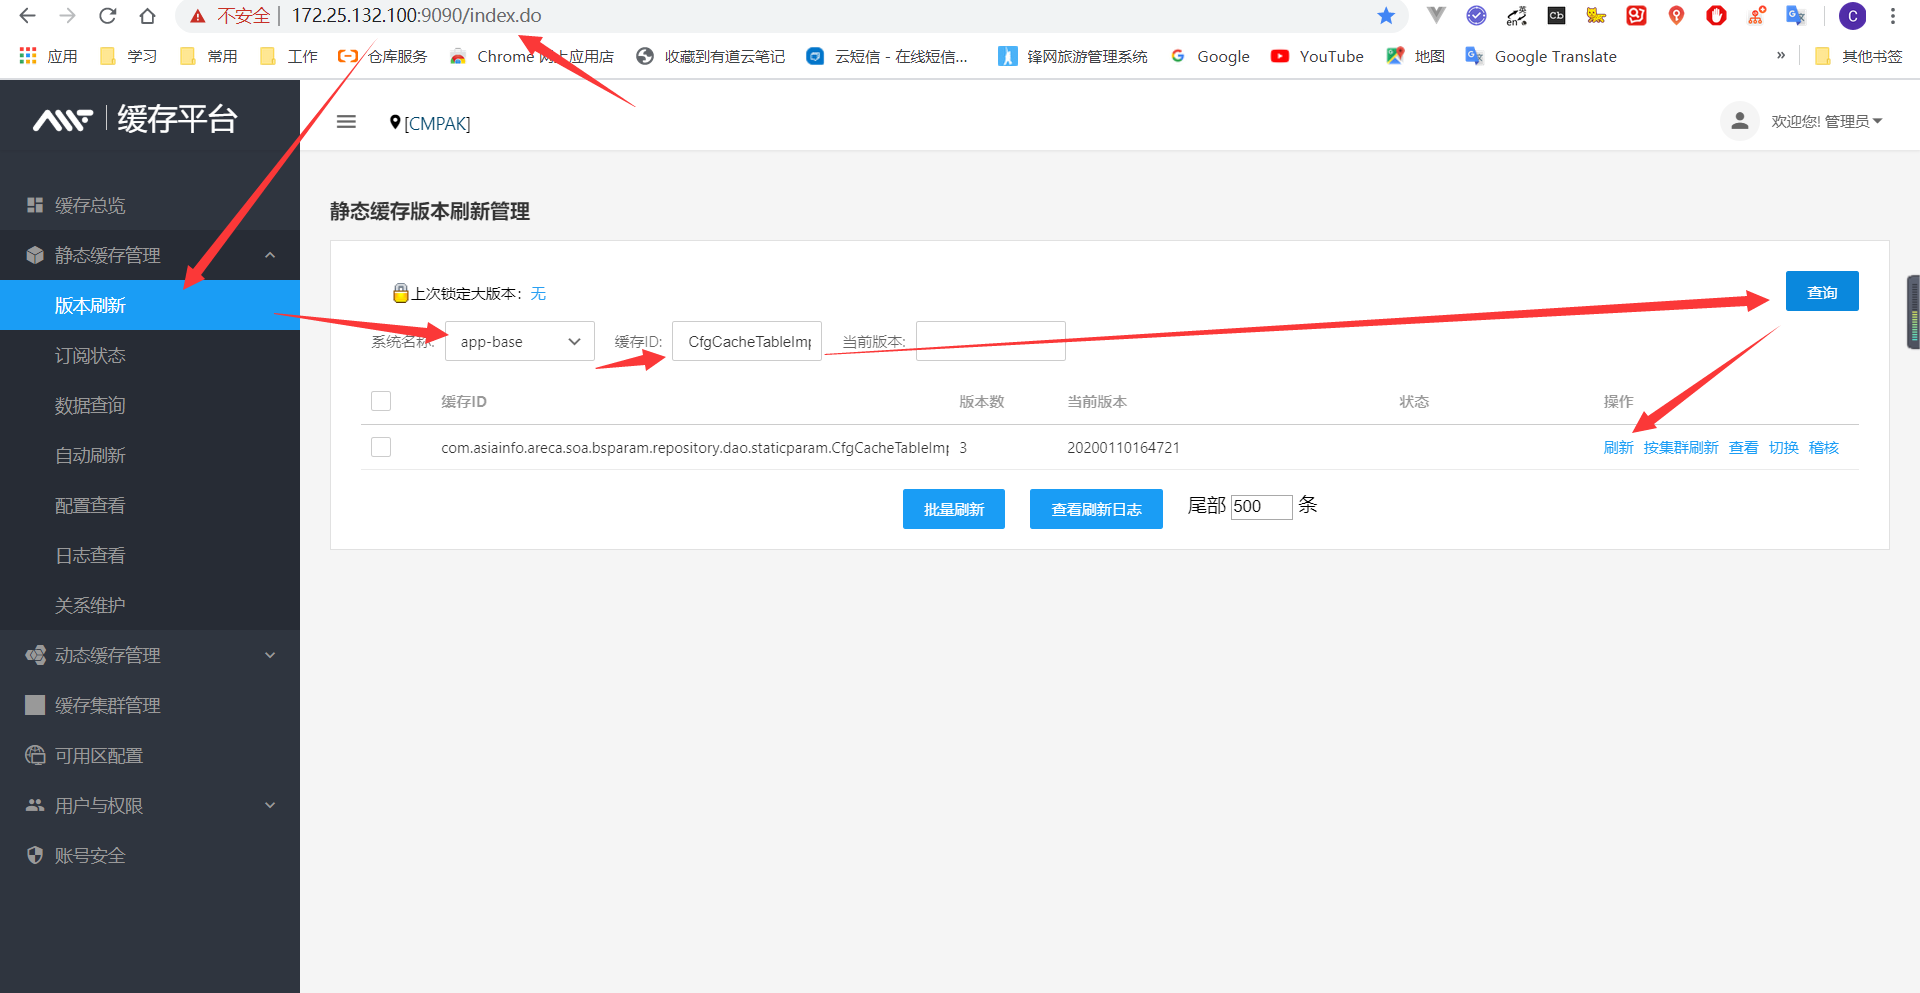 不安全 172.25.132.100:9090/index.do
应用 学习 常用 工作 仓库服务 Chrome 网上应用店 收藏到有道云笔记 云短信 - 在线短信... 锋网旅游管理系统 Google YouTube 地图 Google Translate » 其他书签
缓存平台
[CMPAK]
欢迎您! 管理员
缓存总览
静态缓存管理
版本刷新
订阅状态
数据查询
自动刷新
配置查看
日志查看
关系维护
动态缓存管理
缓存集群管理
可用区配置
用户与权限
账号安全
静态缓存版本刷新管理
上次锁定大版本: 无
查询
系统名称: app-base 缓存ID: CfgCacheTableImp 当前版本:
缓存ID 版本数 当前版本 状态 操作
com.asiainfo.areca.soa.bsparam.repository.dao.staticparam.CfgCacheTableImp 3 20200110164721 刷新 按集群刷新 查看 切换 稽核
批量刷新 查看刷新日志 尾部 500 条